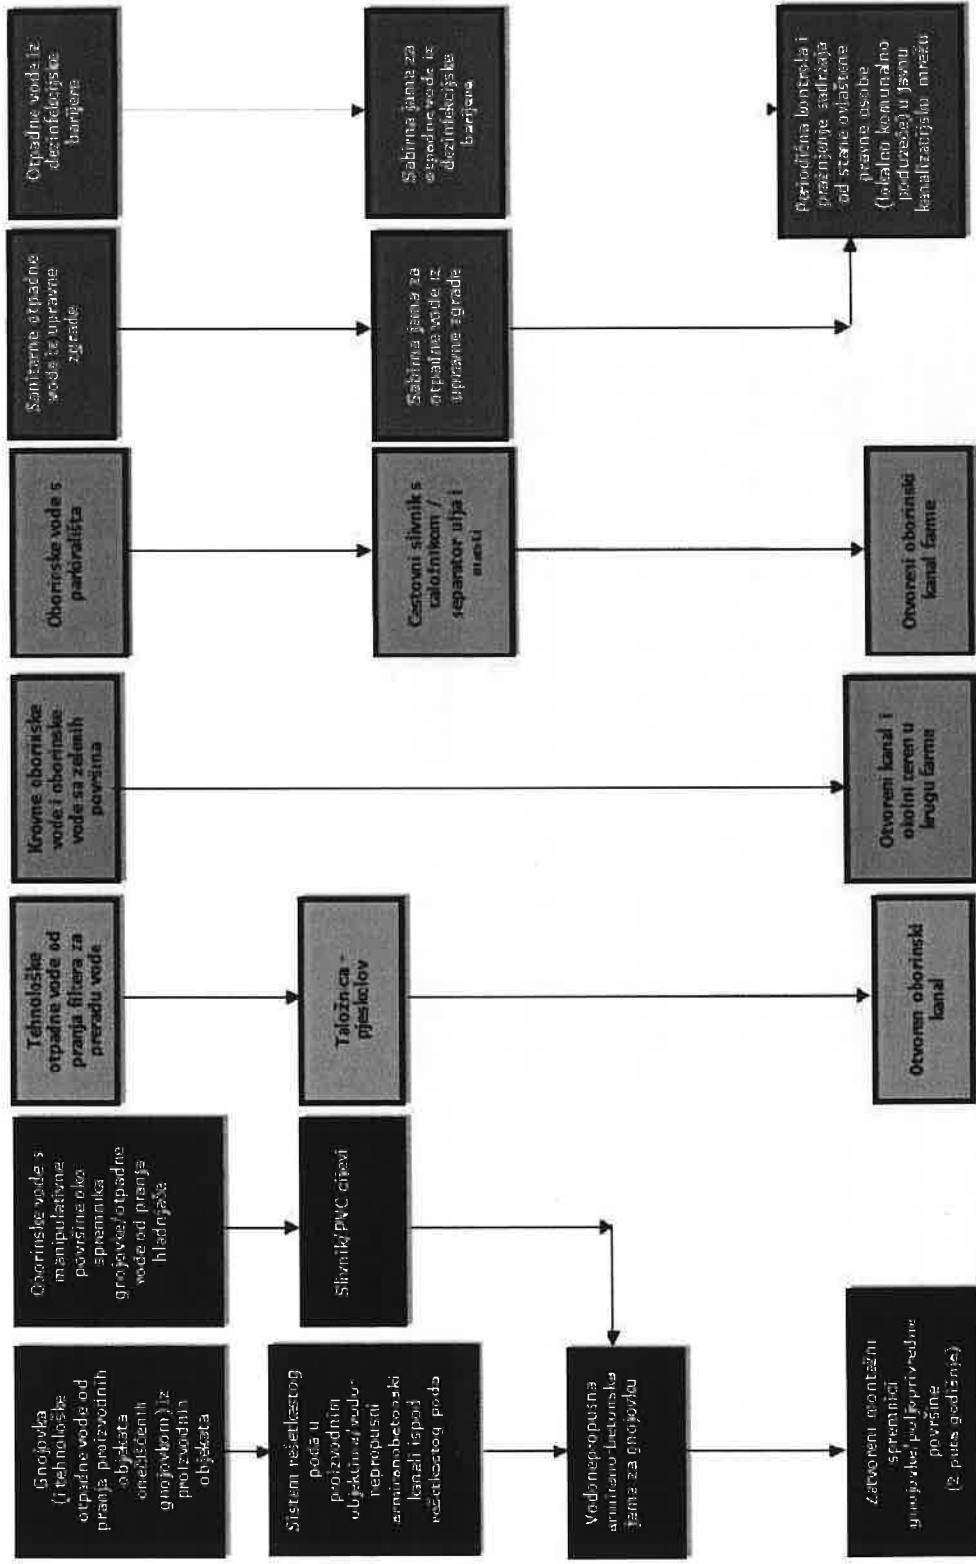 Gnojovka
(i tehnološke
otpadne vode od
pranja proizvodnih
objekata
onečišćenih
gnojovkom) iz
proizvodnih
objekata
Sistem rešetkastog
poda u
proizvodnim
objektima/vodo-
nepropusni
armiranobetonski
kanali ispod
rešetkastog poda
Vodonepropusna
armirano-betonska
jama za gnojovku
Zatvoreni montažni
spremnici
gnojovke/poljoprivredne
površine
(2 puta godišnje)
Oborinske vode s
manipulativne
površine oko
spremnika
gnojovke/otpadne
vode od pranja
hladnjače
Slivnik/PVC cijevi
Tehnološke
otpadne vode od
pranja filtera za
preradu vode
Taložnica -
pjeskolov
Otvoren oborinski
kanal
Krovne oborinske
vode i oborinske
vode sa zelenih
površina
Otvoreni kanal i
okolni teren u
krugu farme
Oborinske vode s
parkirališta
Cestovni slivnik s
taložnikom /
separator ulja i
masti
Otvoreni oborinski
kanal farme
Sanitarne otpadne
vode iz upravne
zgrade
Sabirna jama za
otpadne vode iz
upravne zgrade
Otpadne vode iz
dezinfekcijske
barijere
Sabirna jama za
otpadne vode iz
dezinfekcijske
barijere
Periodična kontrola i
pražnjenje sadržaja
od stane ovlaštene
pravne osobe
(lokalno komunalno
poduzeće) u javnu
kanalizacijsku mrežu